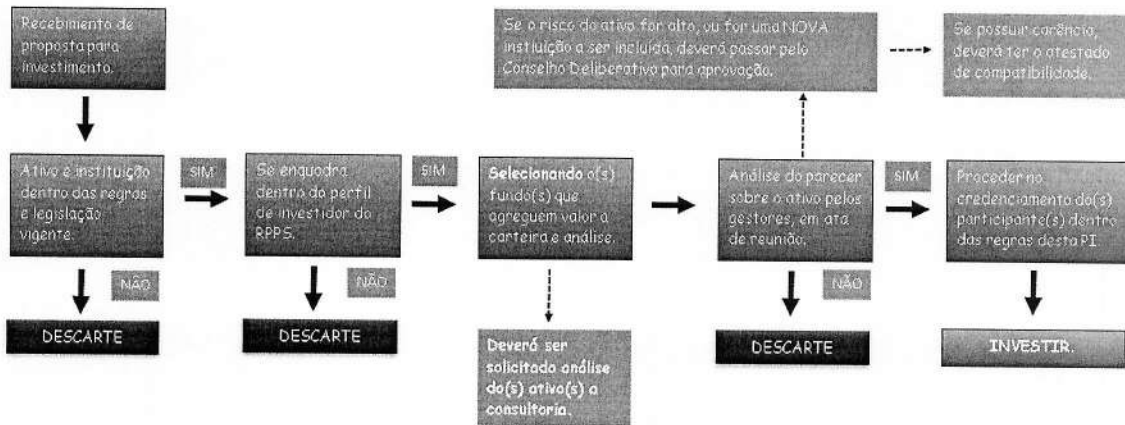 Recebimento de
proposta para
investimento.
Se o risco do ativo for alto, ou for uma NOVA
instiuição a ser incluída, deverá passar pelo
Conselho Deliberativo para aprovação.
Se possuir carência,
deverá ter o atestado
de compatibilidade.
Ativo e instituição
dentro das regras
e legislação
vigente.
SIM
Se enquadra
dentro do perfil
de investidor do
RPPS.
SIM
Selecionando o(s)
fundo(s) que
agreguem valor a
carteira e análise.
Análise do parecer
sobre o ativo pelos
gestores, em ata
de reunião.
SIM
Proceder no
credenciamento do(s)
participante(s) dentro
das regras desta PI
NÃO
NÃO
NÃO
DESCARTE
DESCARTE
Deverá ser
solicitado análise
do(s) ativo(s) a
consultoria.
DESCARTE
INVESTIR.